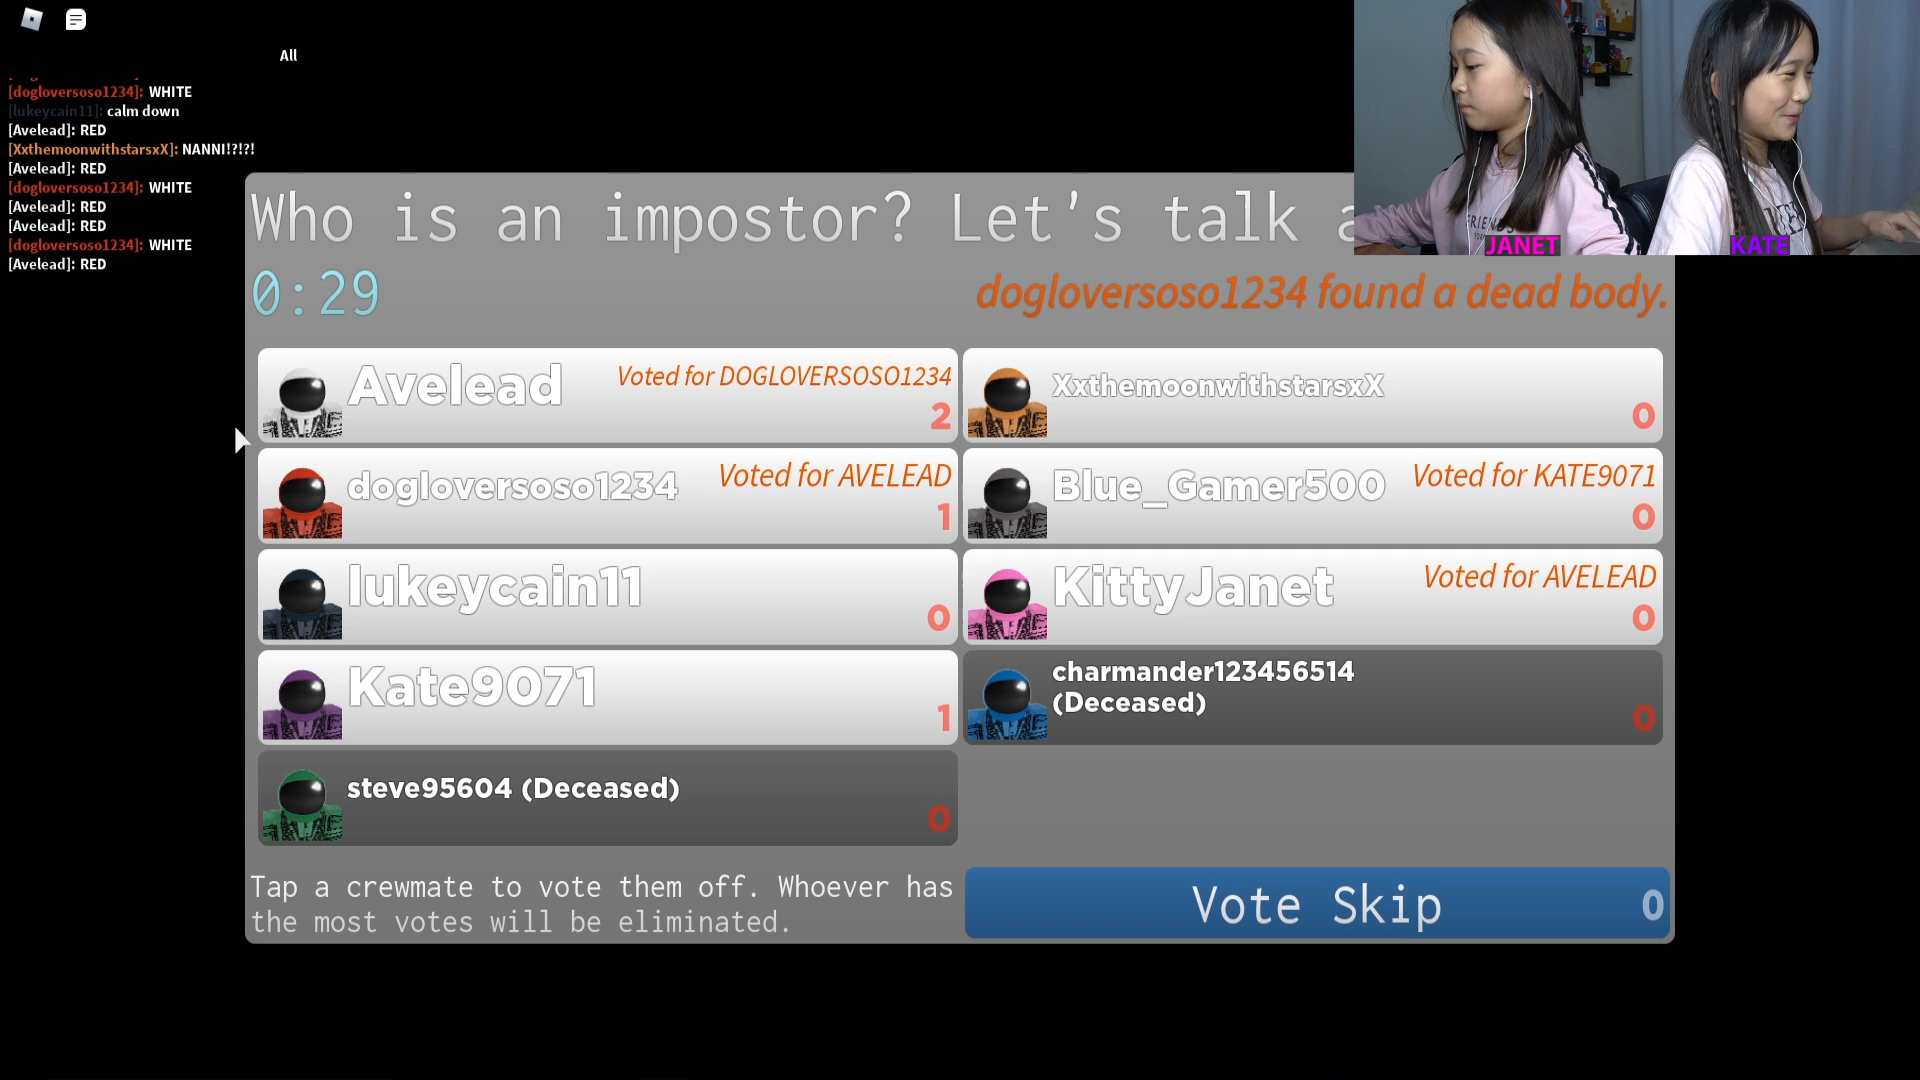 All
[dogloversoso1234]: WHITE
[lukeycain11]: calm down
[Avelead]: RED
[XxthemoonwithstarsxX]: NANNI!?!?!
[Avelead]: RED
[dogloversoso1234]: WHITE
[Avelead]: RED
[Avelead]: RED
[dogloversoso1234]: WHITE
[Avelead]: RED
JANET
KATE
Who is an impostor? Let's talk
0:29
dogloversoso1234 found a dead body.
Avelead Voted for DOGLOVERSOSO1234
2
XxthemoonwithstarsxX
0
dogloversoso1234 Voted for AVELEAD
1
Blue_Gamer500 Voted for KATE9071
0
lukeycain11
0
KittyJanet Voted for AVELEAD
0
Kate9071
1
charmander123456514
(Deceased)
0
steve95604 (Deceased)
0
Tap a crewmate to vote them off. Whoever has
the most votes will be eliminated.
Vote Skip 0